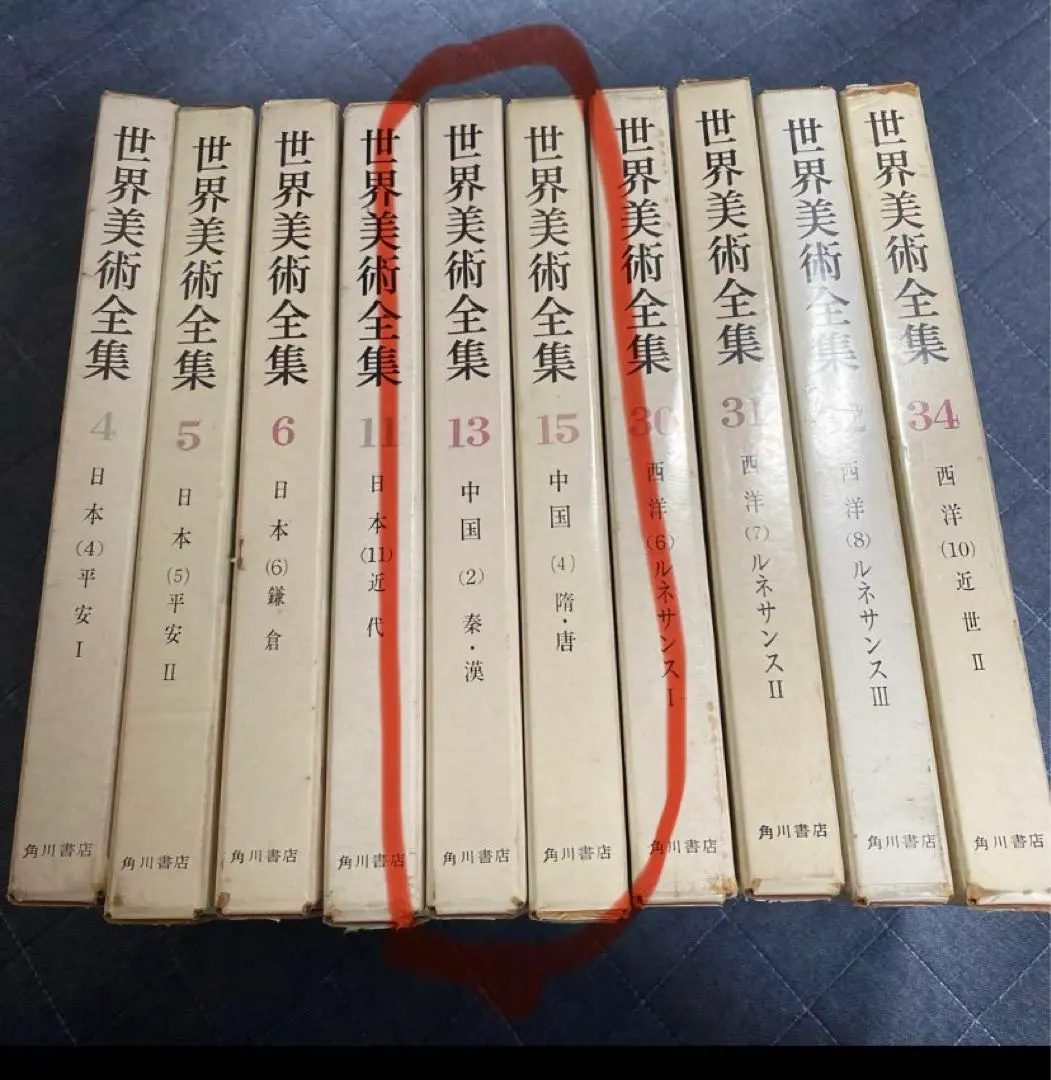 世界美術全集 4 日本(4)平安Ⅰ 角川書店
世界美術全集 5 日本(5)平安Ⅱ 角川書店
世界美術全集 6 日本(6)鎌倉 角川書店
世界美術全集 11 日本(11)近代 角川書店
世界美術全集 13 中国(2)秦・漢 角川書店
世界美術全集 15 中国(4)隋・唐 角川書店
世界美術全集 30 西洋(6)ルネサンスⅠ 角川書店
世界美術全集 31 西洋(7)ルネサンスⅡ 角川書店
世界美術全集 32 西洋(8)ルネサンスⅢ 角川書店
世界美術全集 34 西洋(10)近世Ⅱ 角川書店